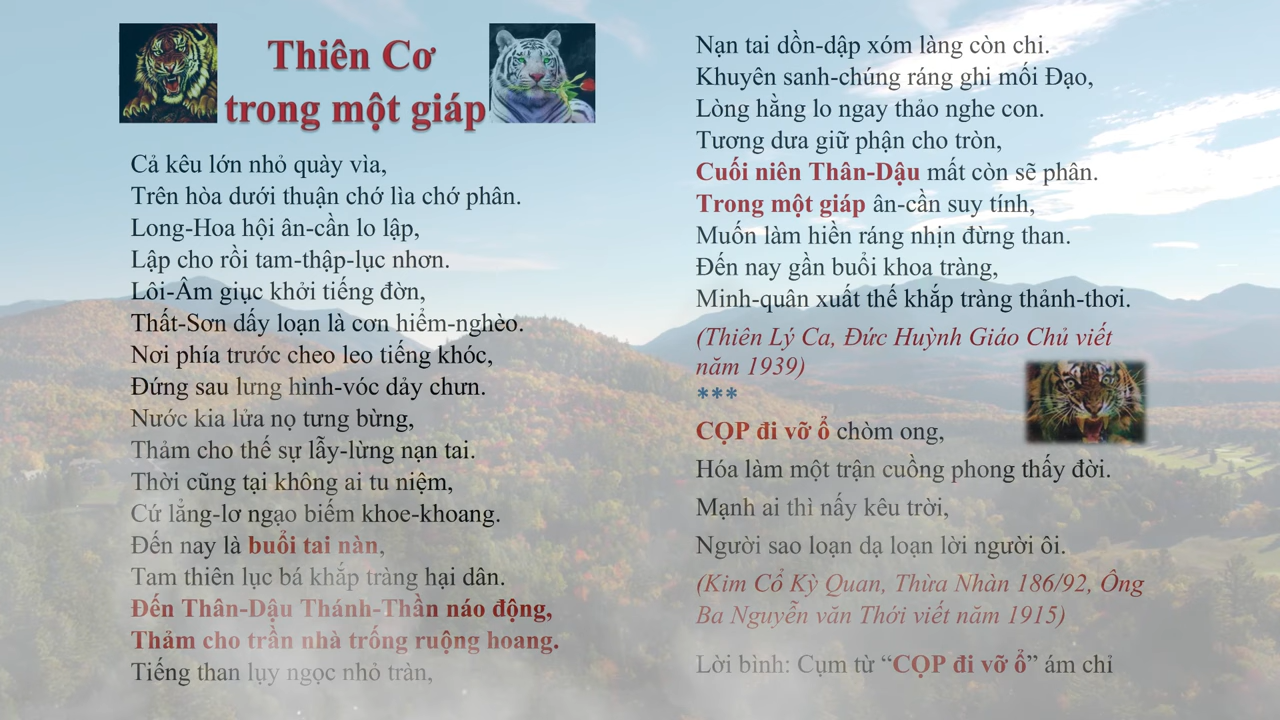 Thiên Cơ
trong một giáp
Cả kêu lớn nhỏ quày vìa,
Trên hòa dưới thuận chớ lìa chớ phân.
Long-Hoa hội ân-cần lo lập,
Lập cho rồi tam-thập-lục nhơn.
Lôi-Âm giục khởi tiếng đờn,
Thất-Sơn dấy loạn là cơn hiểm-nghèo.
Nơi phía trước cheo leo tiếng khóc,
Đứng sau lưng hình-vóc dảy chưn.
Nước kia lửa nọ tưng bừng,
Thảm cho thế sự lẫy-lừng nạn tai.
Thời cũng tại không ai tu niệm,
Cứ lẳng-lơ ngạo biếm khoe-khoang.
Đến nay là buổi tai nàn,
Tam thiên lục bá khắp tràng hại dân.
Đến Thân-Dậu Thánh-Thần náo động,
Thảm cho trần nhà trống ruộng hoang.
Tiếng than lụy ngọc nhỏ tràn,
Nạn tai dồn-dập xóm làng còn chi.
Khuyên sanh-chúng ráng ghi mối Đạo,
Lòng hằng lo ngay thảo nghe con.
Tương dưa giữ phận cho tròn,
Cuối niên Thân-Dậu mất còn sẽ phân.
Trong một giáp ân-cần suy tính,
Muốn làm hiền ráng nhịn đừng than.
Đến nay gần buổi khoa tràng,
Minh-quân xuất thế khắp tràng thảnh-thơi.
(Thiên Lý Ca, Đức Huỳnh Giáo Chủ viết
năm 1939)
***
CỌP đi vỡ ổ chòm ong,
Hóa làm một trận cuồng phong thấy đời.
Mạnh ai thì nấy kêu trời,
Người sao loạn dạ loạn lời người ôi.
(Kim Cổ Kỳ Quan, Thừa Nhàn 186/92, Ông
Ba Nguyễn văn Thới viết năm 1915)
Lời bình: Cụm từ “CỌP đi vỡ ổ” ám chỉ